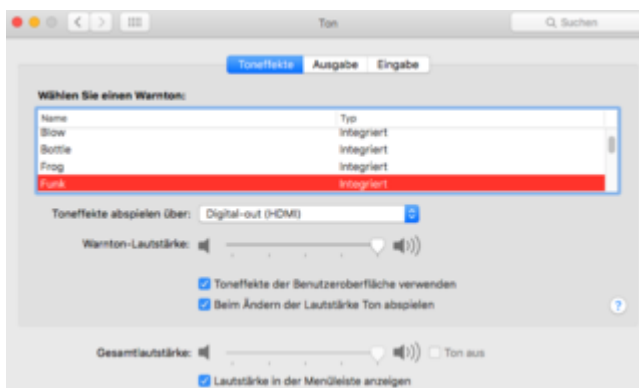 Ton
Suchen
Toneffekte Ausgabe Eingabe
Wählen Sie einen Warnton:
Name Typ
Blow Integriert
Bottle Integriert
Frog Integriert
Funk Integriert
Toneffekte abspielen über: Digital-out (HDMI)
Warnton-Lautstärke:
Toneffekte der Benutzeroberfläche verwenden
Beim Ändern der Lautstärke Ton abspielen
?
Gesamtlautstärke: Ton aus
Lautstärke in der Menüleiste anzeigen